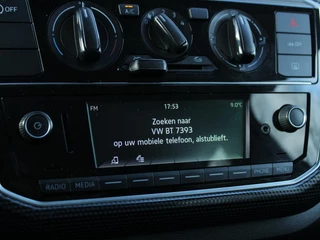 OFF
FM 17:53 9.0°C
Zoeken naar
VW BT 7393
op uw mobiele telefoon, alstublieft.
RADIO MEDIA PHONE MENU